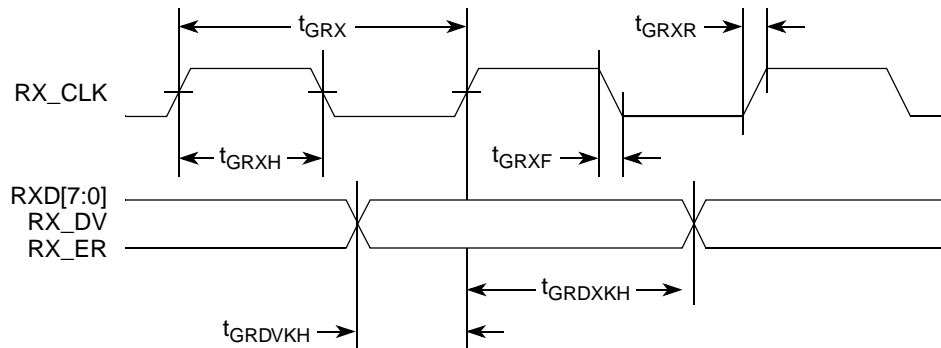 tGRX
tGRXR
RX_CLK
tGRXH
tGRXF
RXD[7:0]
RX_DV
RX_ER
tGRDXKH
tGRDVKH